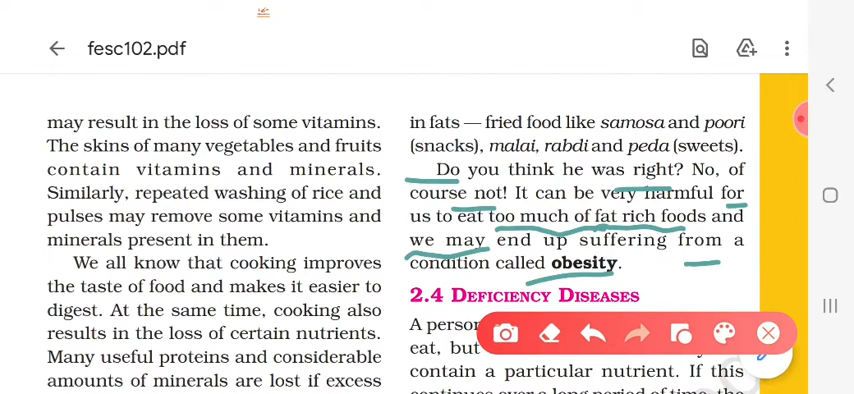 fesc102.pdf
may result in the loss of some vitamins.
The skins of many vegetables and fruits
contain vitamins and minerals.
Similarly, repeated washing of rice and
pulses may remove some vitamins and
minerals present in them.
We all know that cooking improves
the taste of food and makes it easier to
digest. At the same time, cooking also
results in the loss of certain nutrients.
Many useful proteins and considerable
amounts of minerals are lost if excess
in fats — fried food like samosa and poori
(snacks), malai, rabdi and peda (sweets).
Do you think he was right? No, of
course not! It can be very harmful for
us to eat too much of fat rich foods and
we may end up suffering from a
condition called obesity.
2.4 DEFICIENCY DISEASES
A person
eat, but
contain a particular nutrient. If this
continues over a long period of time, the